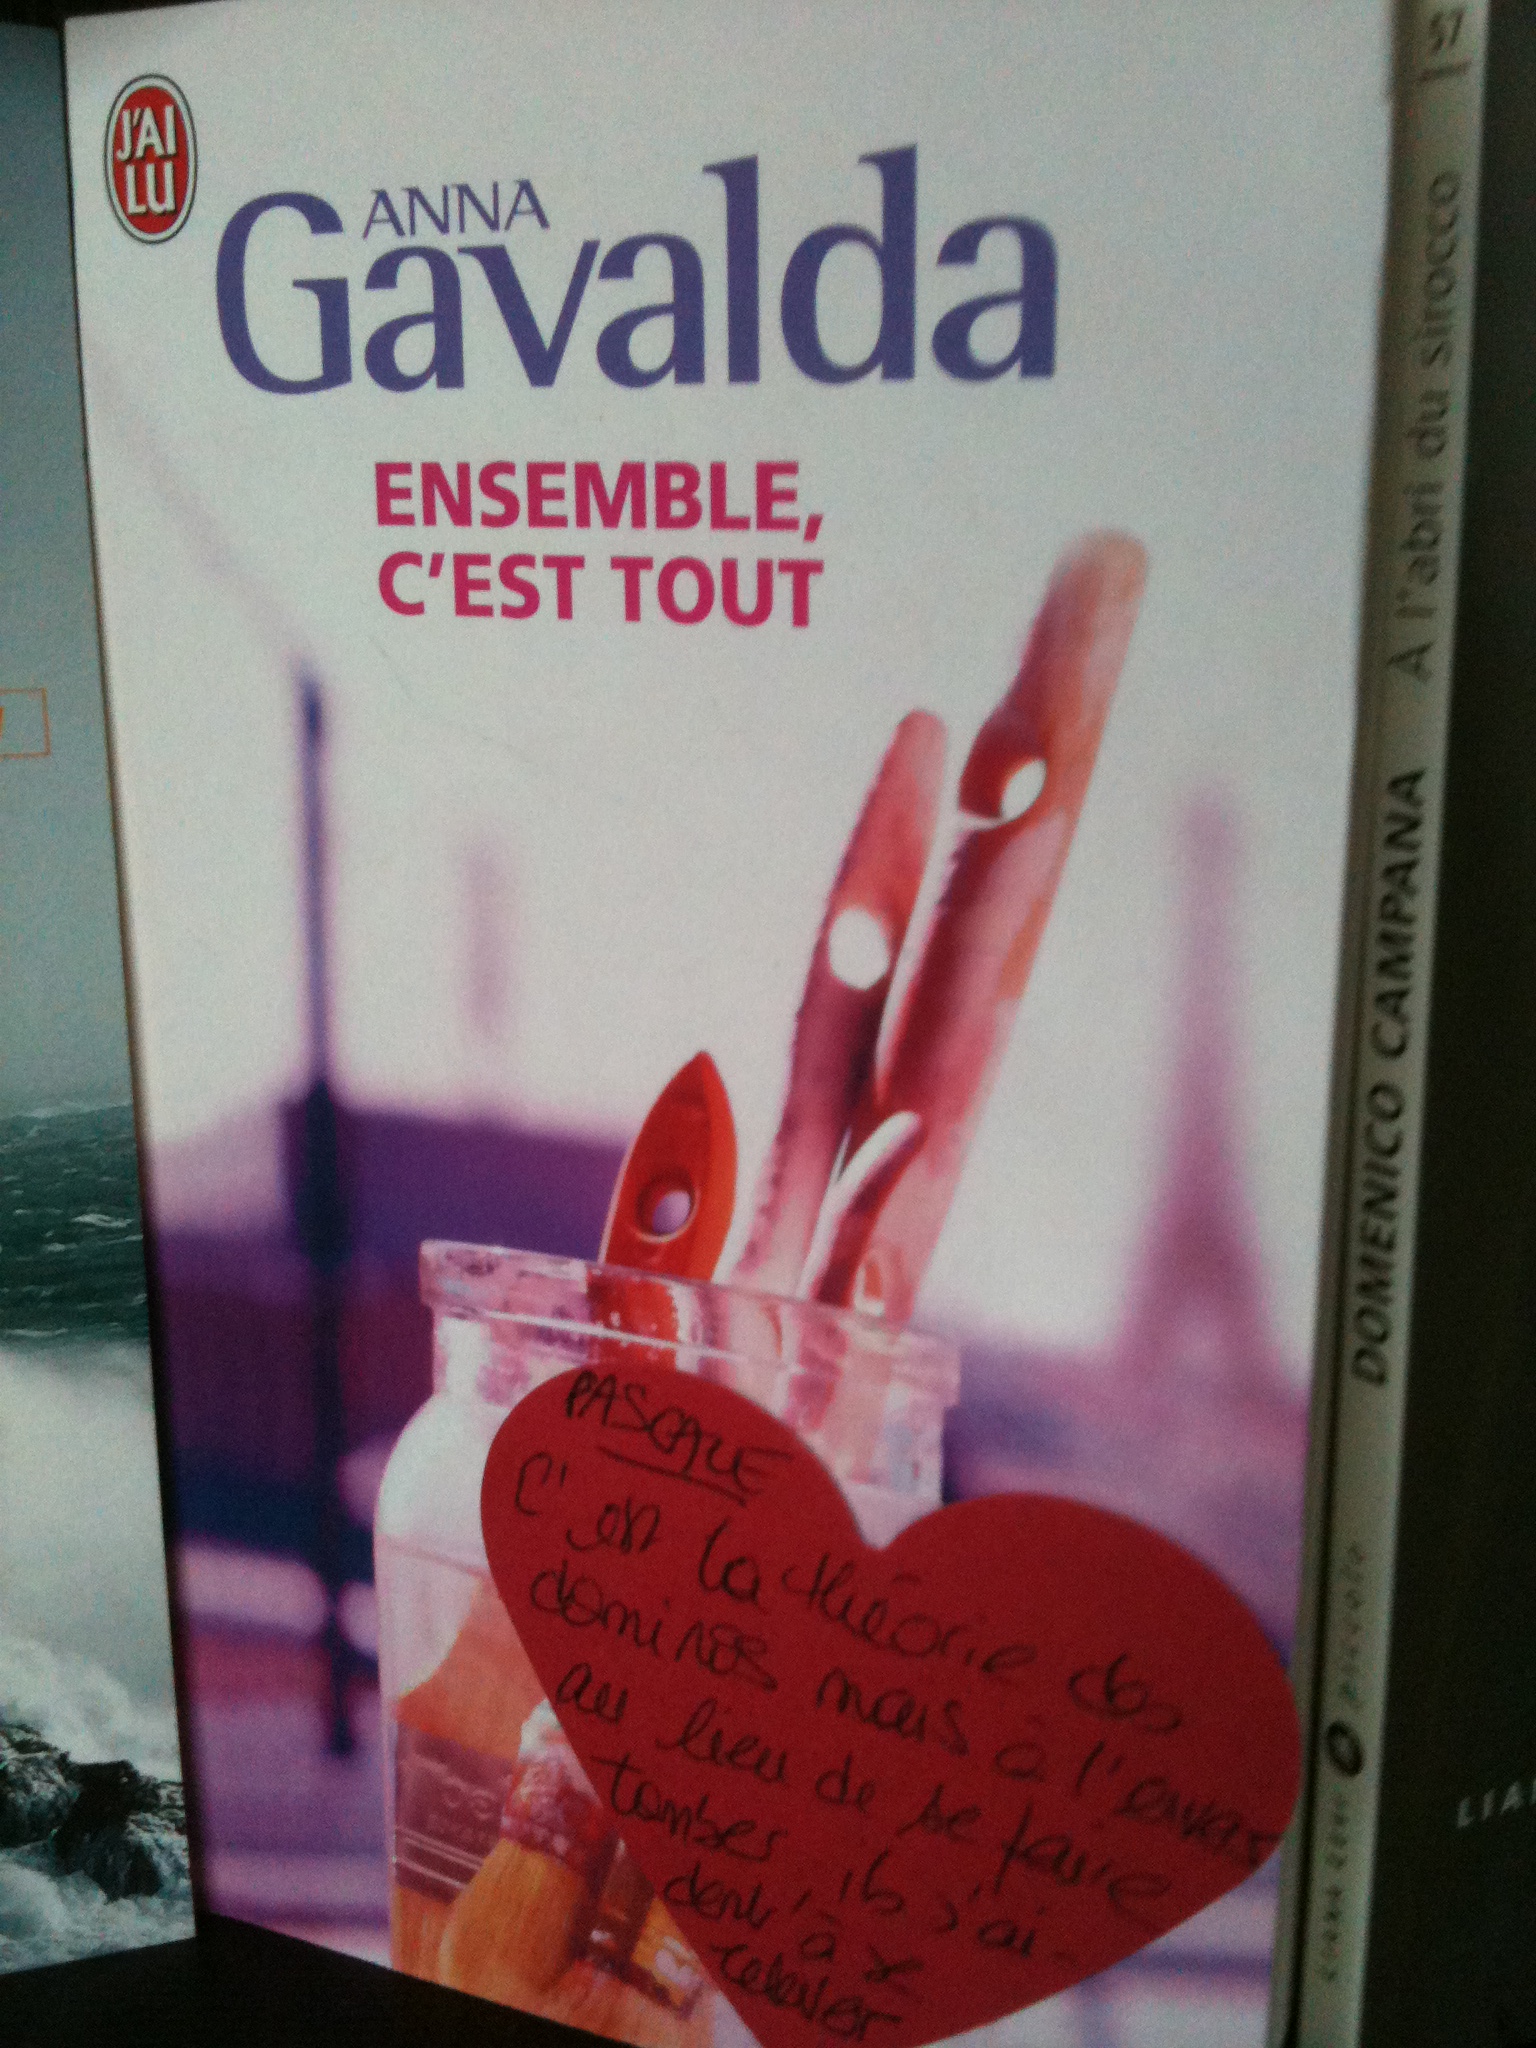 J'AI
LU
ANNA
Gavalda
ENSEMBLE,
C'EST TOUT
PASCALE
C'est la théorie des
dominos mais à l'envers
au lieu de se faire
tomber ils s'ai-
dent à se
relever
57
A l'abri du sirocco
DOMENICO CAMPANA